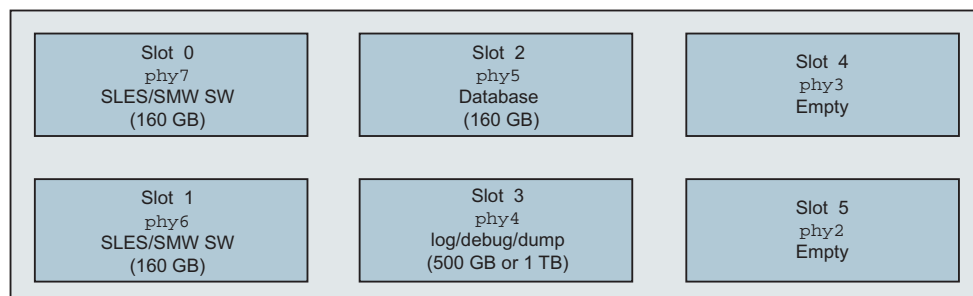 Slot 0
phy7
SLES/SMW SW
(160 GB)
Slot 2
phy5
Database
(160 GB)
Slot 4
phy3
Empty
Slot 1
phy6
SLES/SMW SW
(160 GB)
Slot 3
phy4
log/debug/dump
(500 GB or 1 TB)
Slot 5
phy2
Empty